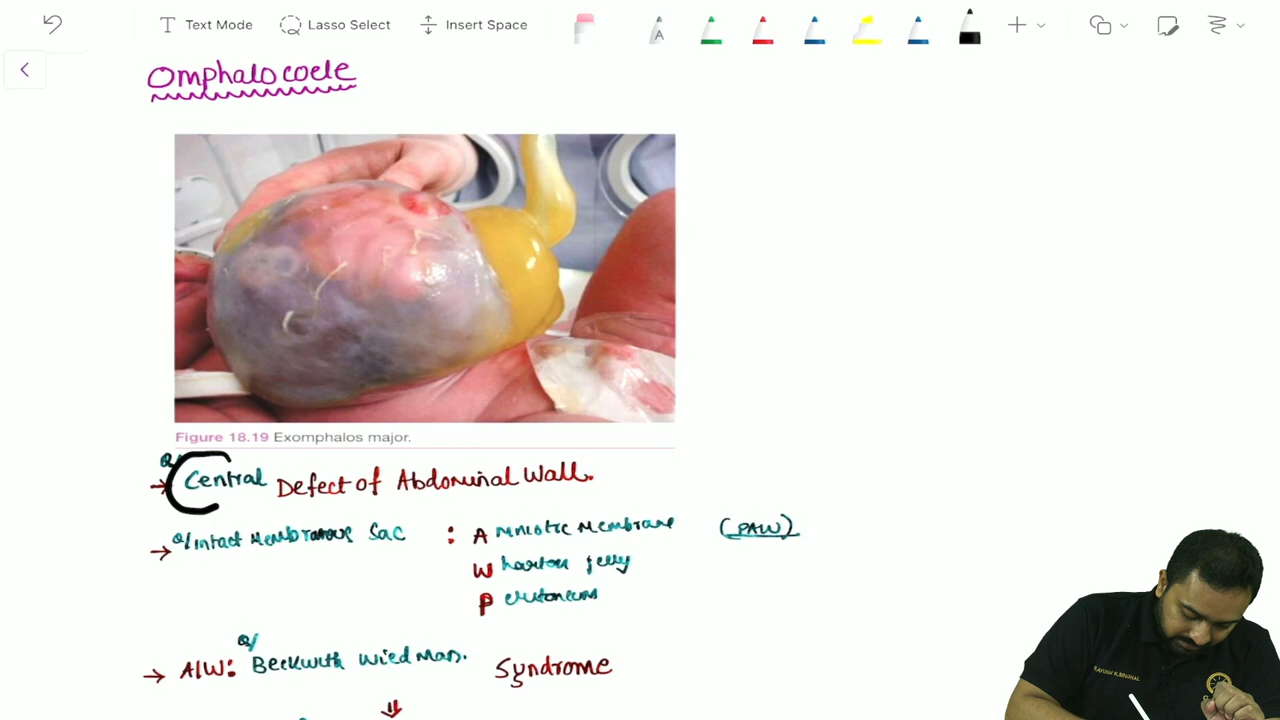 Text Mode Lasso Select Insert Space
Omphalocoele
Figure 18.19 Exomphalos major.
Q/
→ Central Defect of Abdominal Wall.
→ Q/ Intact Membranous Sac : Amniotic Membrane (PAW)
Wharton jelly
Peritoneum
→ A/W: Q/ Beckwith Wiedman. Syndrome